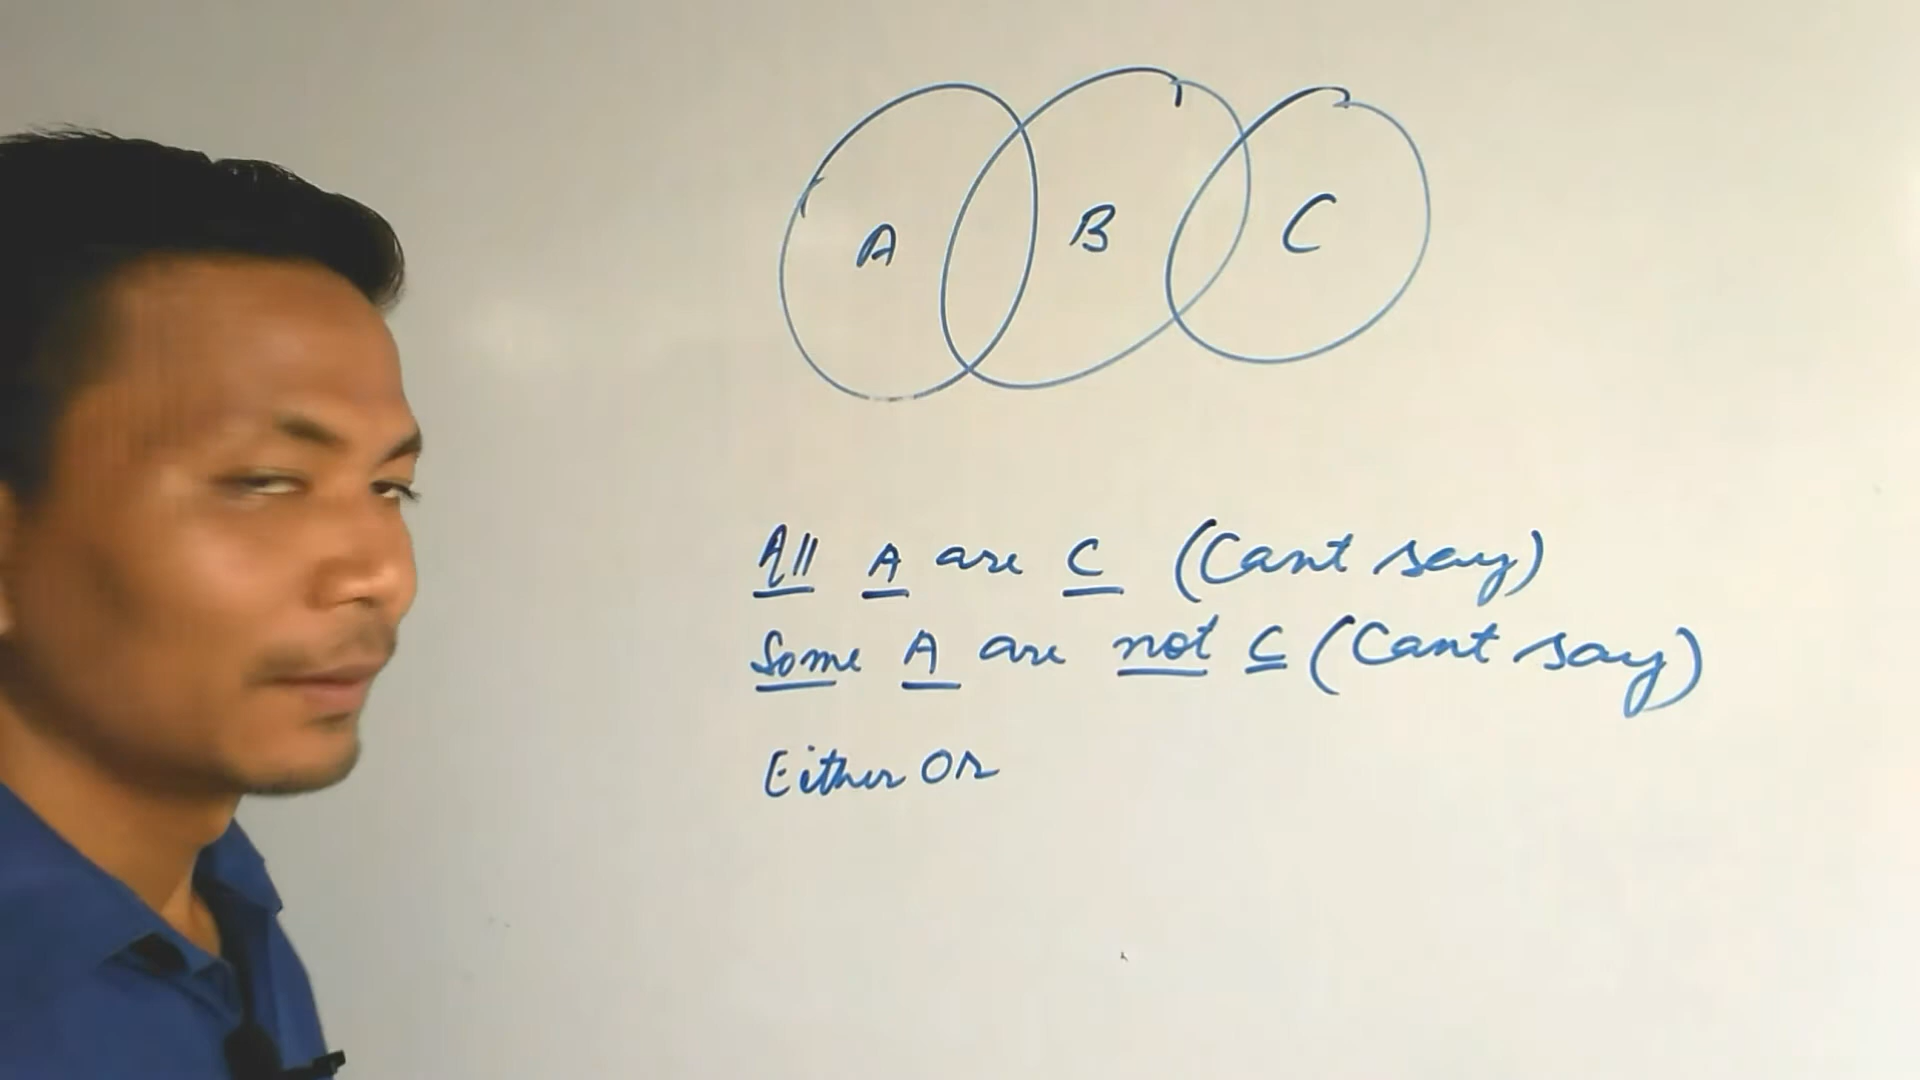 A B C
All A are C (Cant say)
Some A are not C (Cant say)
Either Or